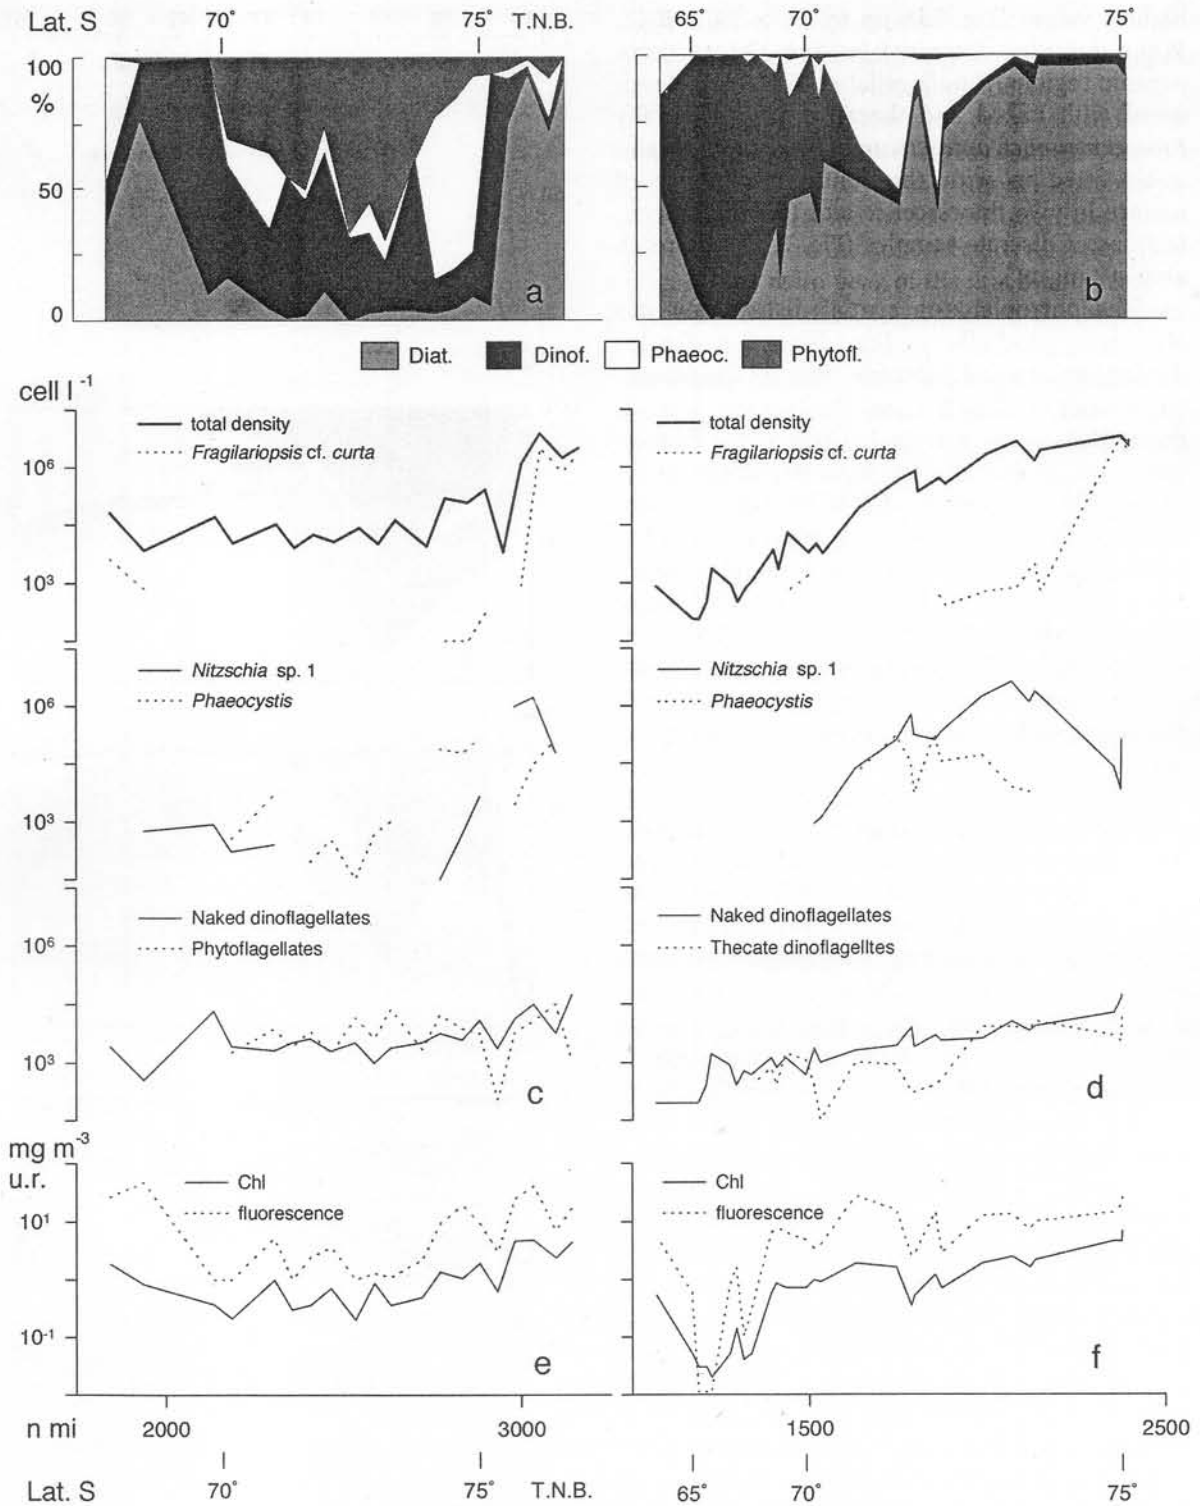 Lat. S 70° 75° T.N.B. 65° 70° 75°
100
%
50
0
a b
Diat. Dinof. Phaeoc. Phytofl.
cell l⁻¹
total density
Fragilariopsis cf. curta
10⁶
10³
total density
Fragilariopsis cf. curta
Nitzschia sp. 1
Phaeocystis
10⁶
10³
Nitzschia sp. 1
Phaeocystis
Naked dinoflagellates
Phytoflagellates
10⁶
10³
c
Naked dinoflagellates
Thecate dinoflagelltes
d
mg m⁻³
u.r.
Chl
fluorescence
10¹
10⁻¹
e
Chl
fluorescence
f
n mi 2000 3000 1500 2500
Lat. S 70° 75° T.N.B. 65° 70° 75°